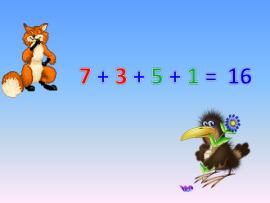 7 + 3 + 5 + 1 = 16